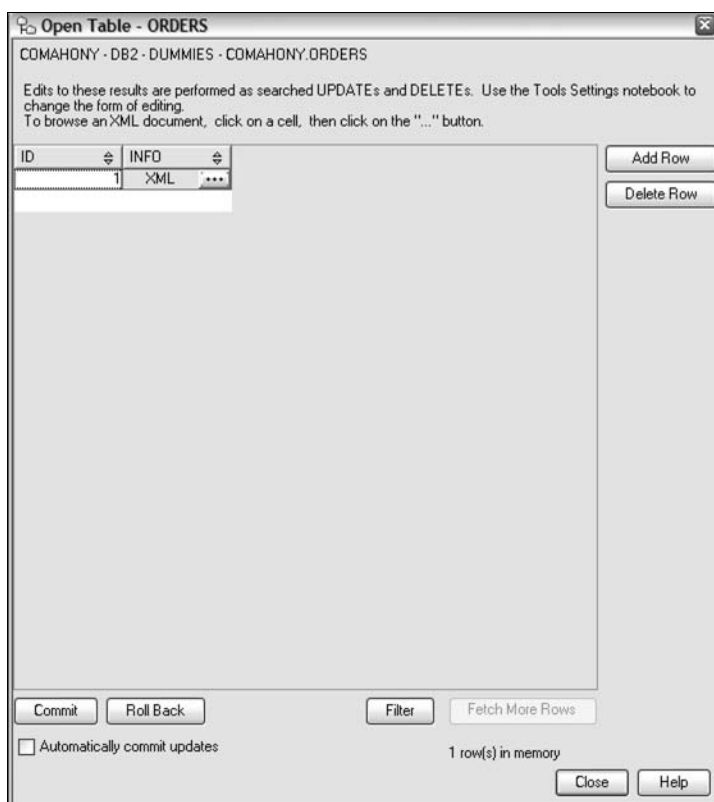 Open Table - ORDERS
COMAHONY - DB2 - DUMMIES - COMAHONY.ORDERS
Edits to these results are performed as searched UPDATEs and DELETEs. Use the Tools Settings notebook to
change the form of editing.
To browse an XML document, click on a cell, then click on the "..." button.
ID INFO
Add Row
1 XML ...
Delete Row
Commit Roll Back Filter Fetch More Rows
Automatically commit updates
1 row(s) in memory
Close Help